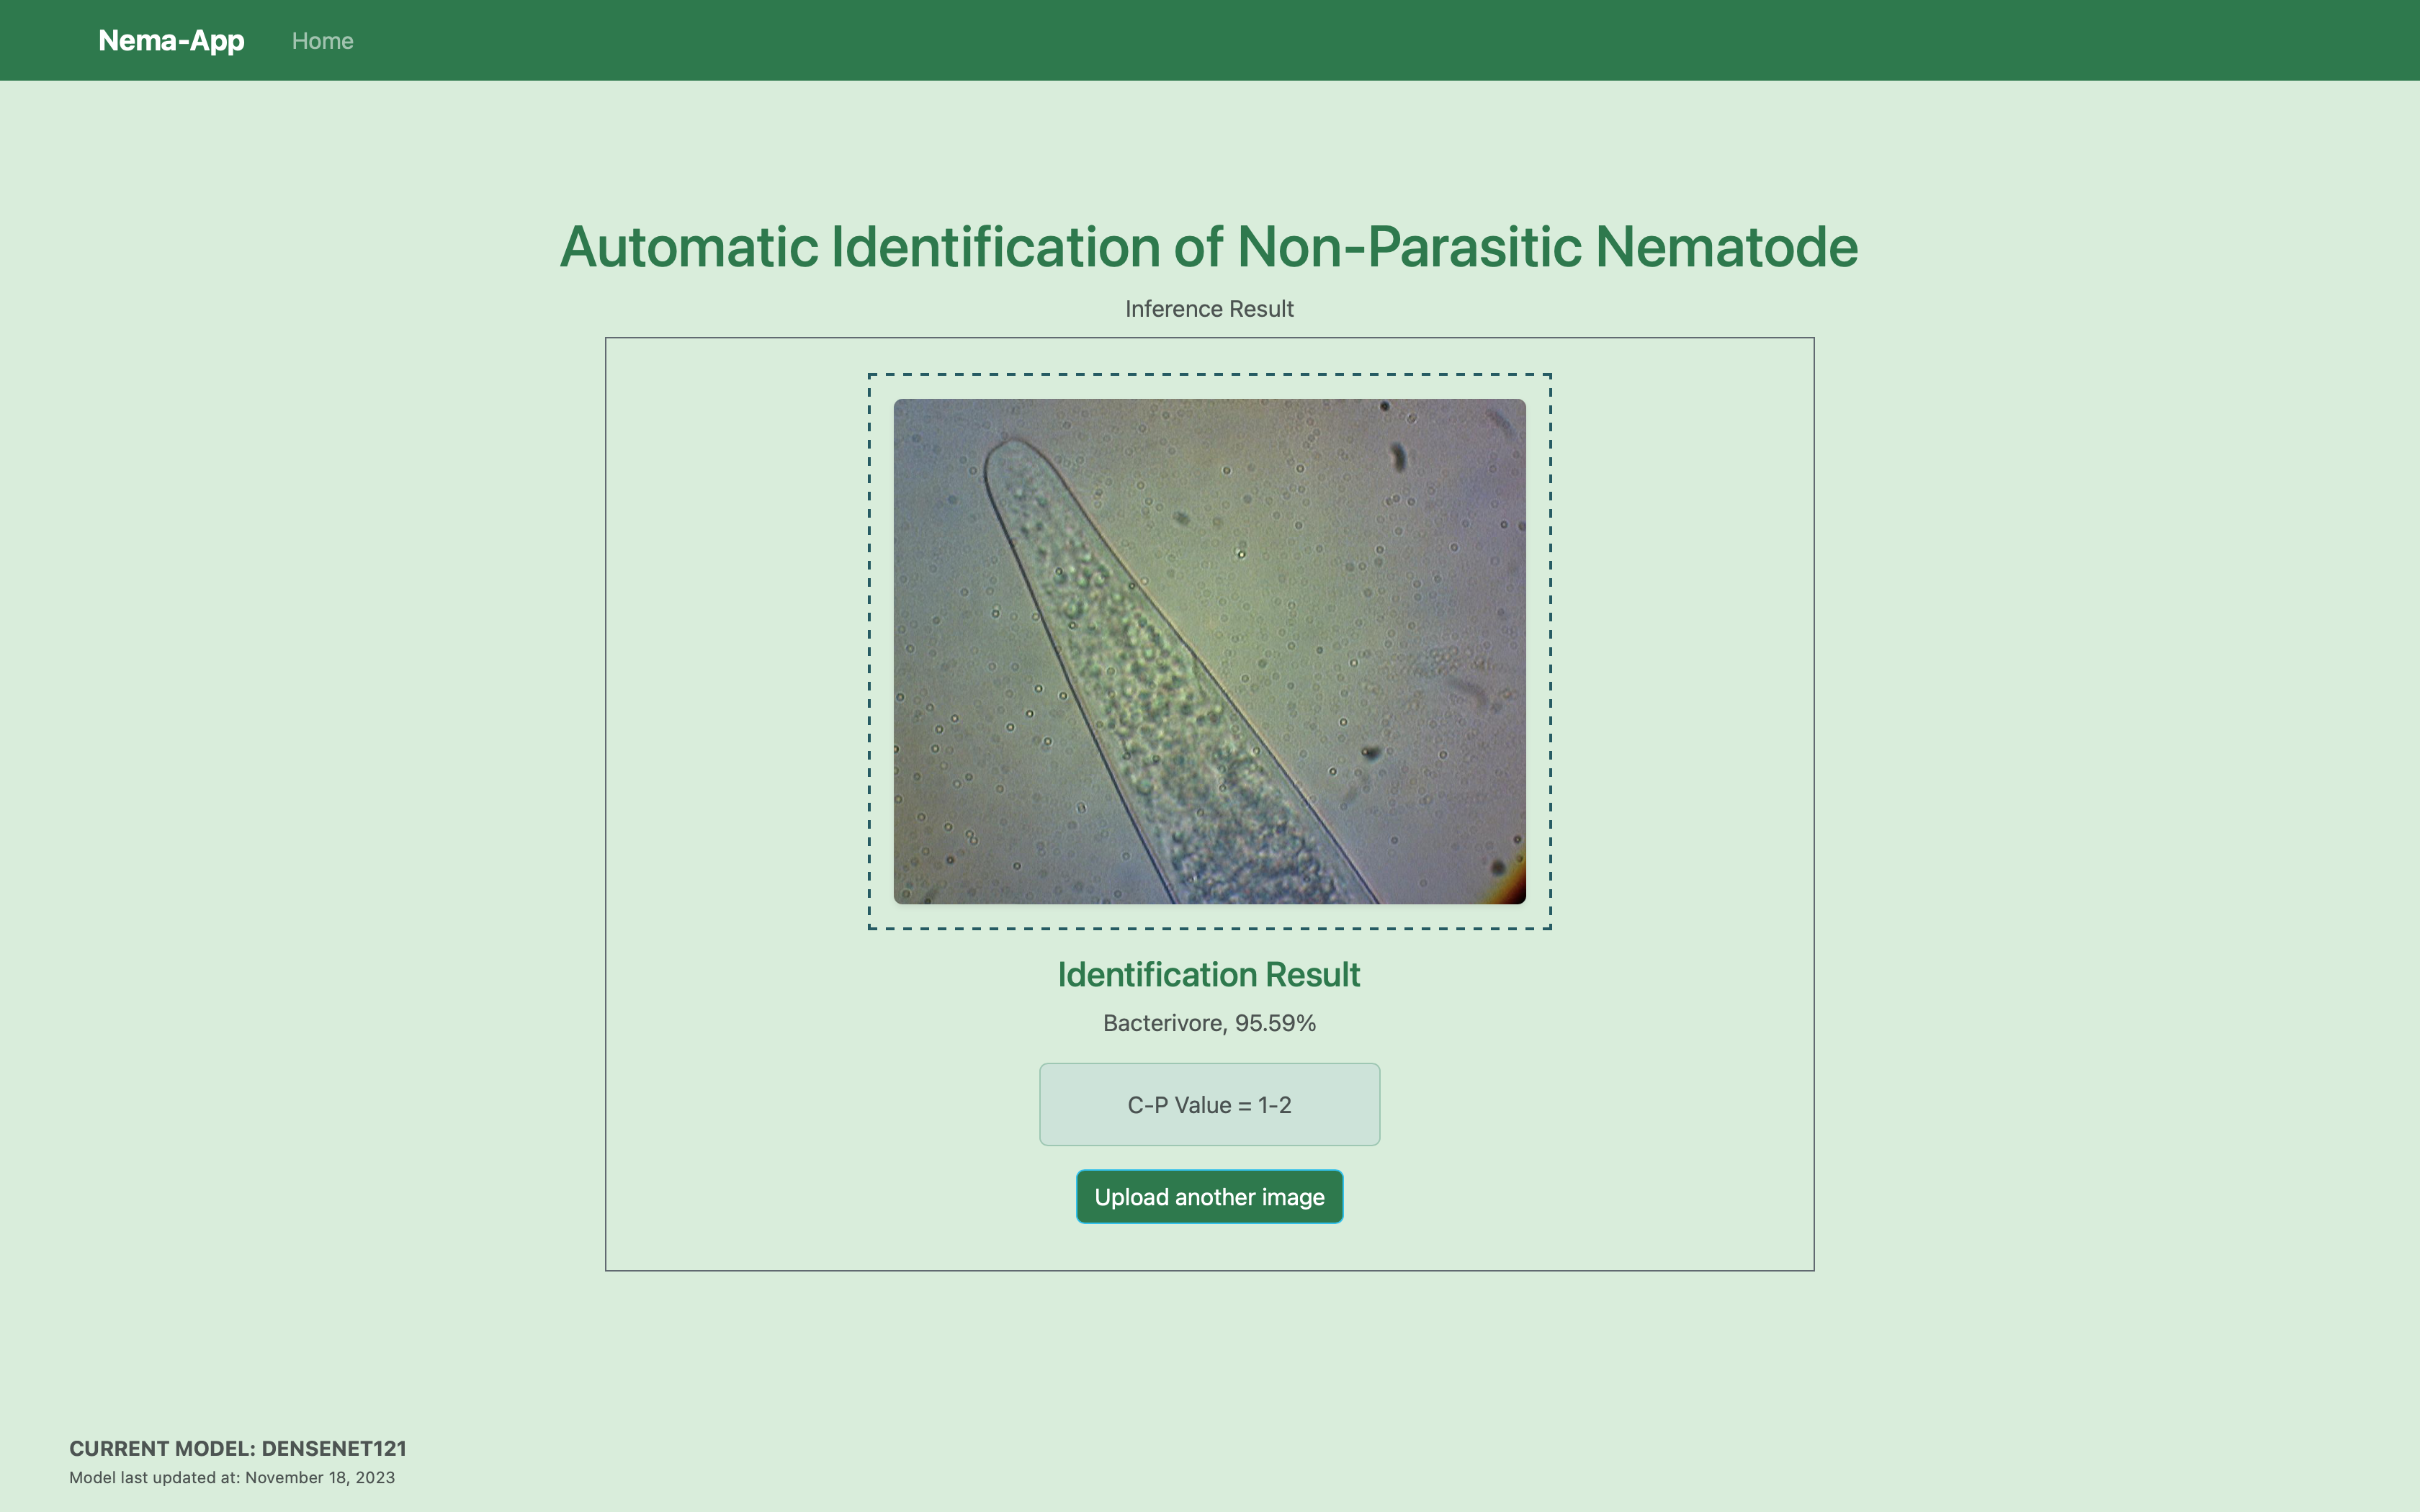 Nema-App Home
Automatic Identification of Non-Parasitic Nematode
Inference Result
Identification Result
Bacterivore, 95.59%
C-P Value = 1-2
Upload another image
CURRENT MODEL: DENSENET121
Model last updated at: November 18, 2023